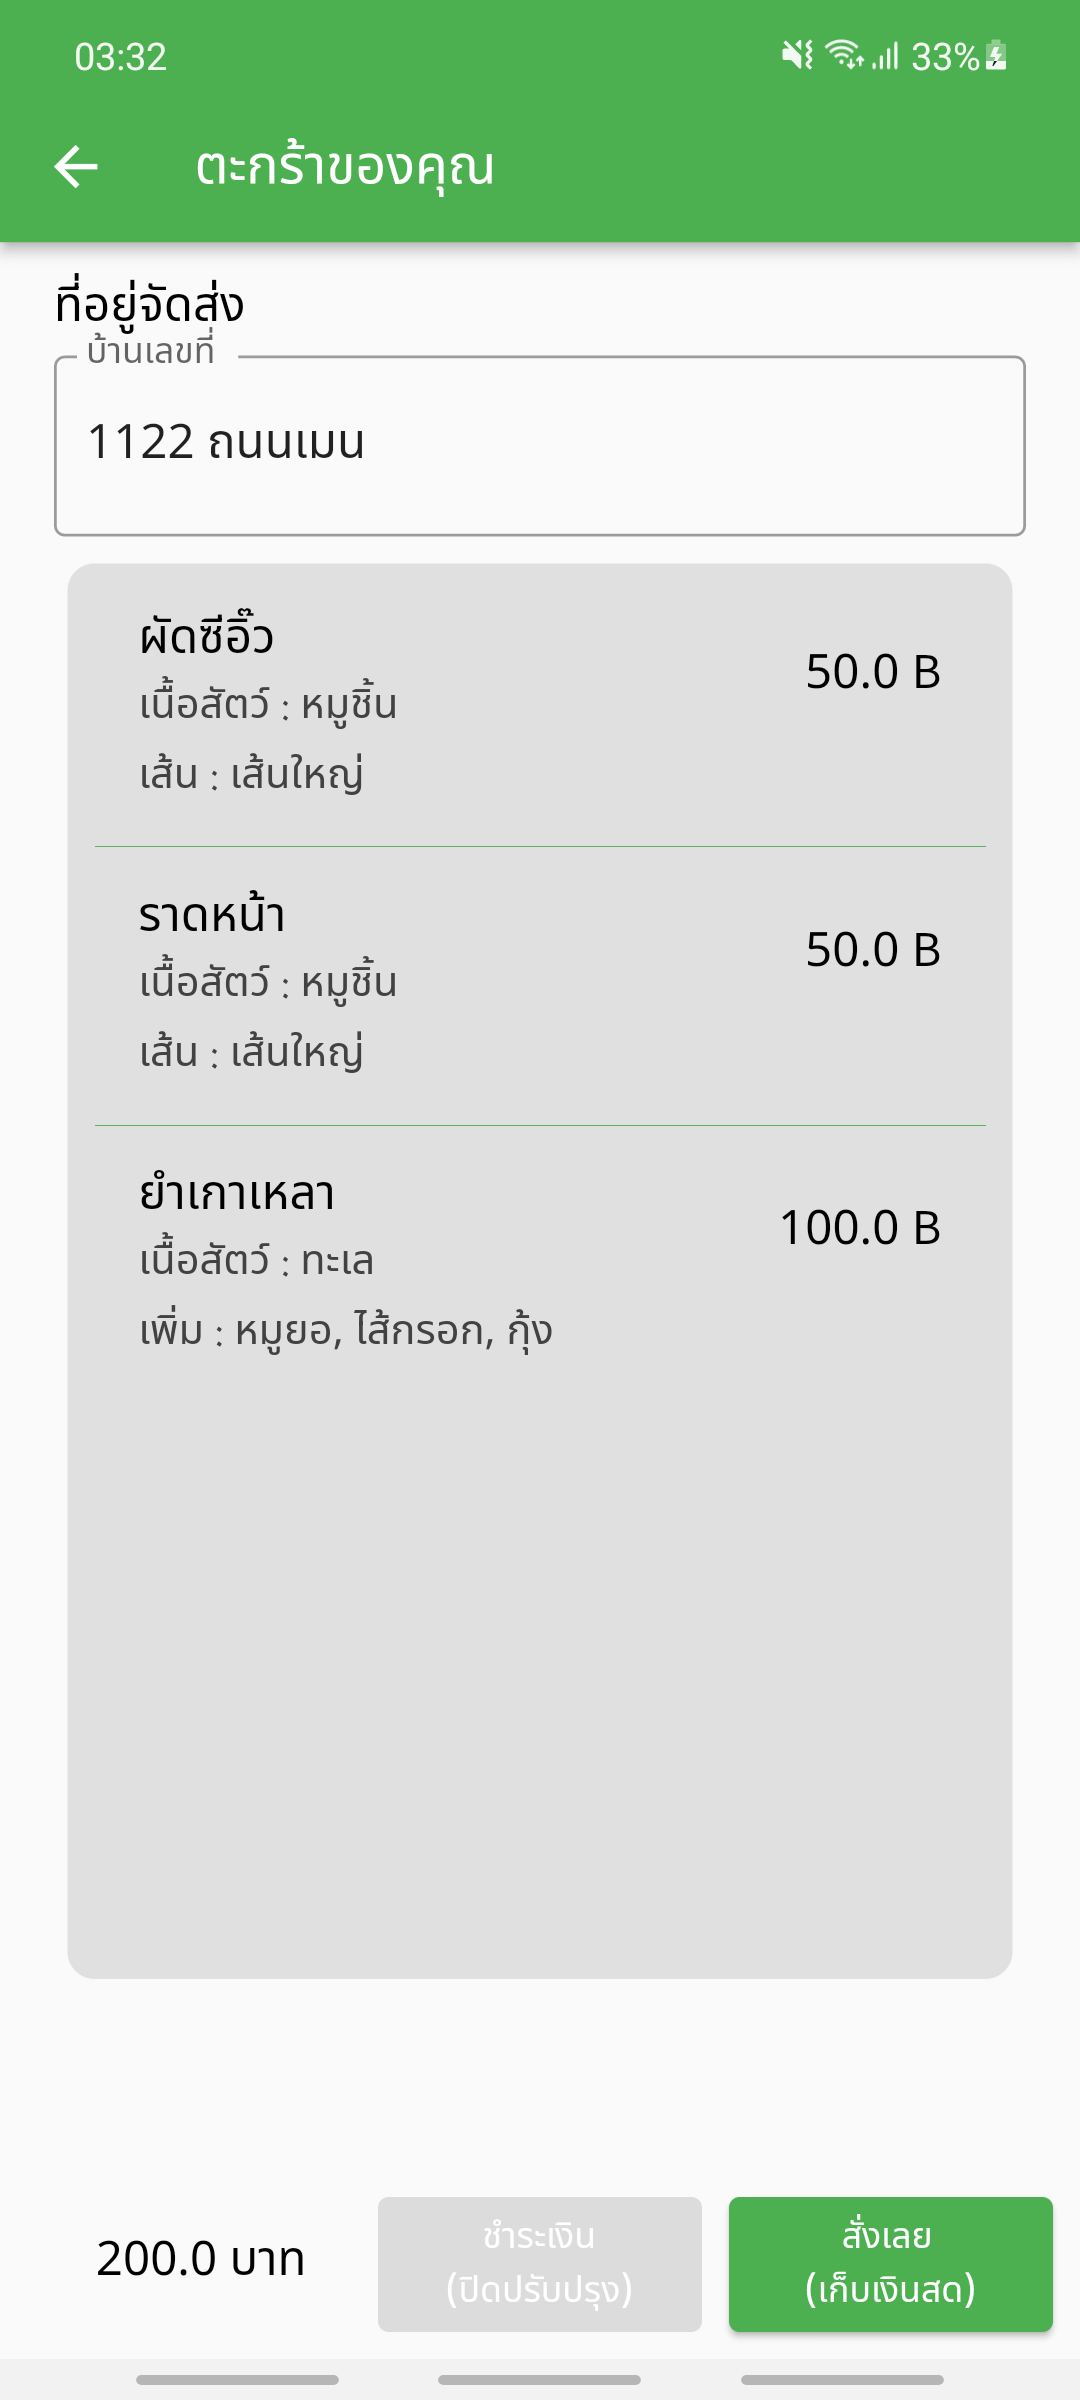 03:32
33%
ตะกร้าของคุณ
ที่อยู่จัดส่ง
บ้านเลขที่
1122 ถนนเมน
ผัดซีอิ๊ว
50.0 B
เนื้อสัตว์ : หมูชิ้น
เส้น : เส้นใหญ่
ราดหน้า
50.0 B
เนื้อสัตว์ : หมูชิ้น
เส้น : เส้นใหญ่
ยำเกาเหลา
100.0 B
เนื้อสัตว์ : ทะเล
เพิ่ม : หมูยอ, ไส้กรอก, กุ้ง
200.0 บาท
ชำระเงิน
(ปิดปรับปรุง)
สั่งเลย
(เก็บเงินสด)